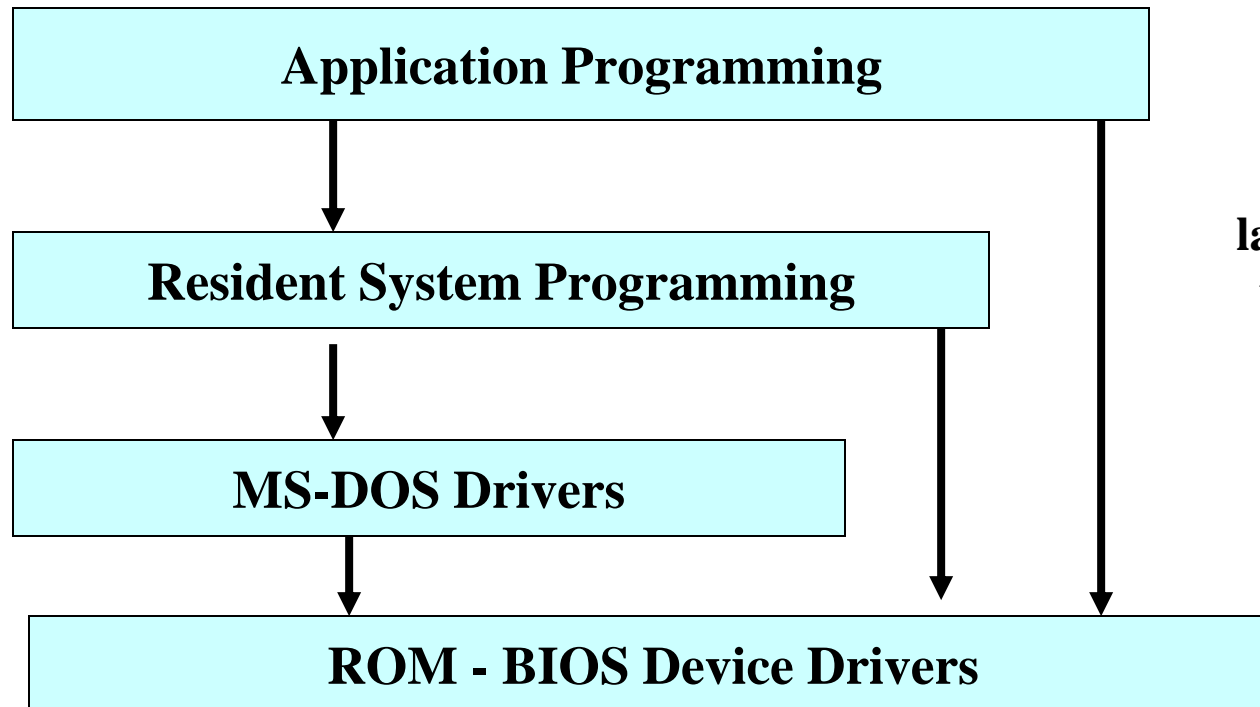 Application Programming
Resident System Programming
MS-DOS Drivers
ROM - BIOS Device Drivers